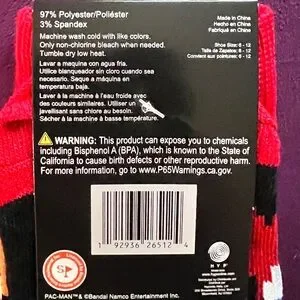 97% Polyester/Poliéster
3% Spandex
Made in China
Hecho en China
Fabriqué en China
Machine wash cold with like colors.
Only non-chlorine bleach when needed.
Tumble dry low heat.
Shoe Size: 6 - 12
Talla de Zapatos: 6 - 12
Pointure: 6 - 12
Lavar a maquina con agua fria.
Utilice blanqueador sin cloro cuando sea
necesario. Secar a máquina en
temperatura baja.
Laver à la machine à l'eau froide avec
des couleurs similaires. Utiliser un
javellisant sans chlore au besoin.
Sécher à la machine à basse température.
WARNING: This product can expose you to chemicals
including Bisphenol A (BPA), which is known to the State of
California to cause birth defects or other reproductive harm.
For more information, go to www.P65Warnings.ca.gov.
1 92936 26512 4
HYP
PAC-MAN™ & ©Bandai Namco Entertainment Inc.